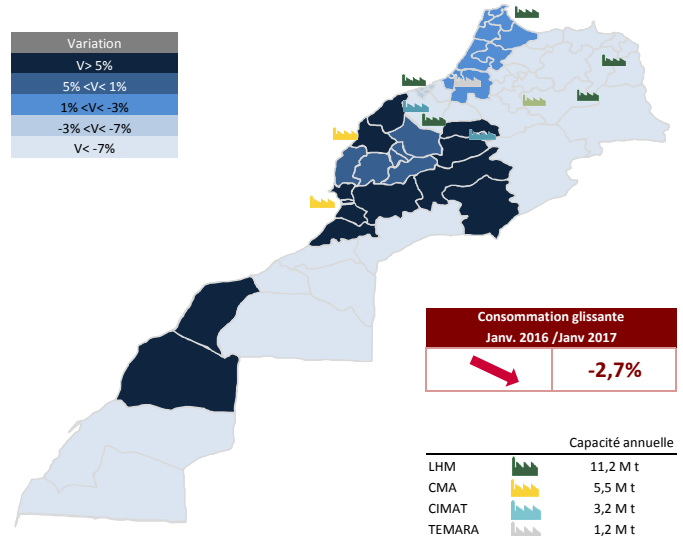 Variation
V> 5%
5% <V< 1%
1% <V< -3%
-3% <V< -7%
V< -7%
Consommation glissante
Janv. 2016 /Janv 2017
-2,7%
Capacité annuelle
LHM 11,2 M t
CMA 5,5 M t
CIMAT 3,2 M t
TEMARA 1,2 M t